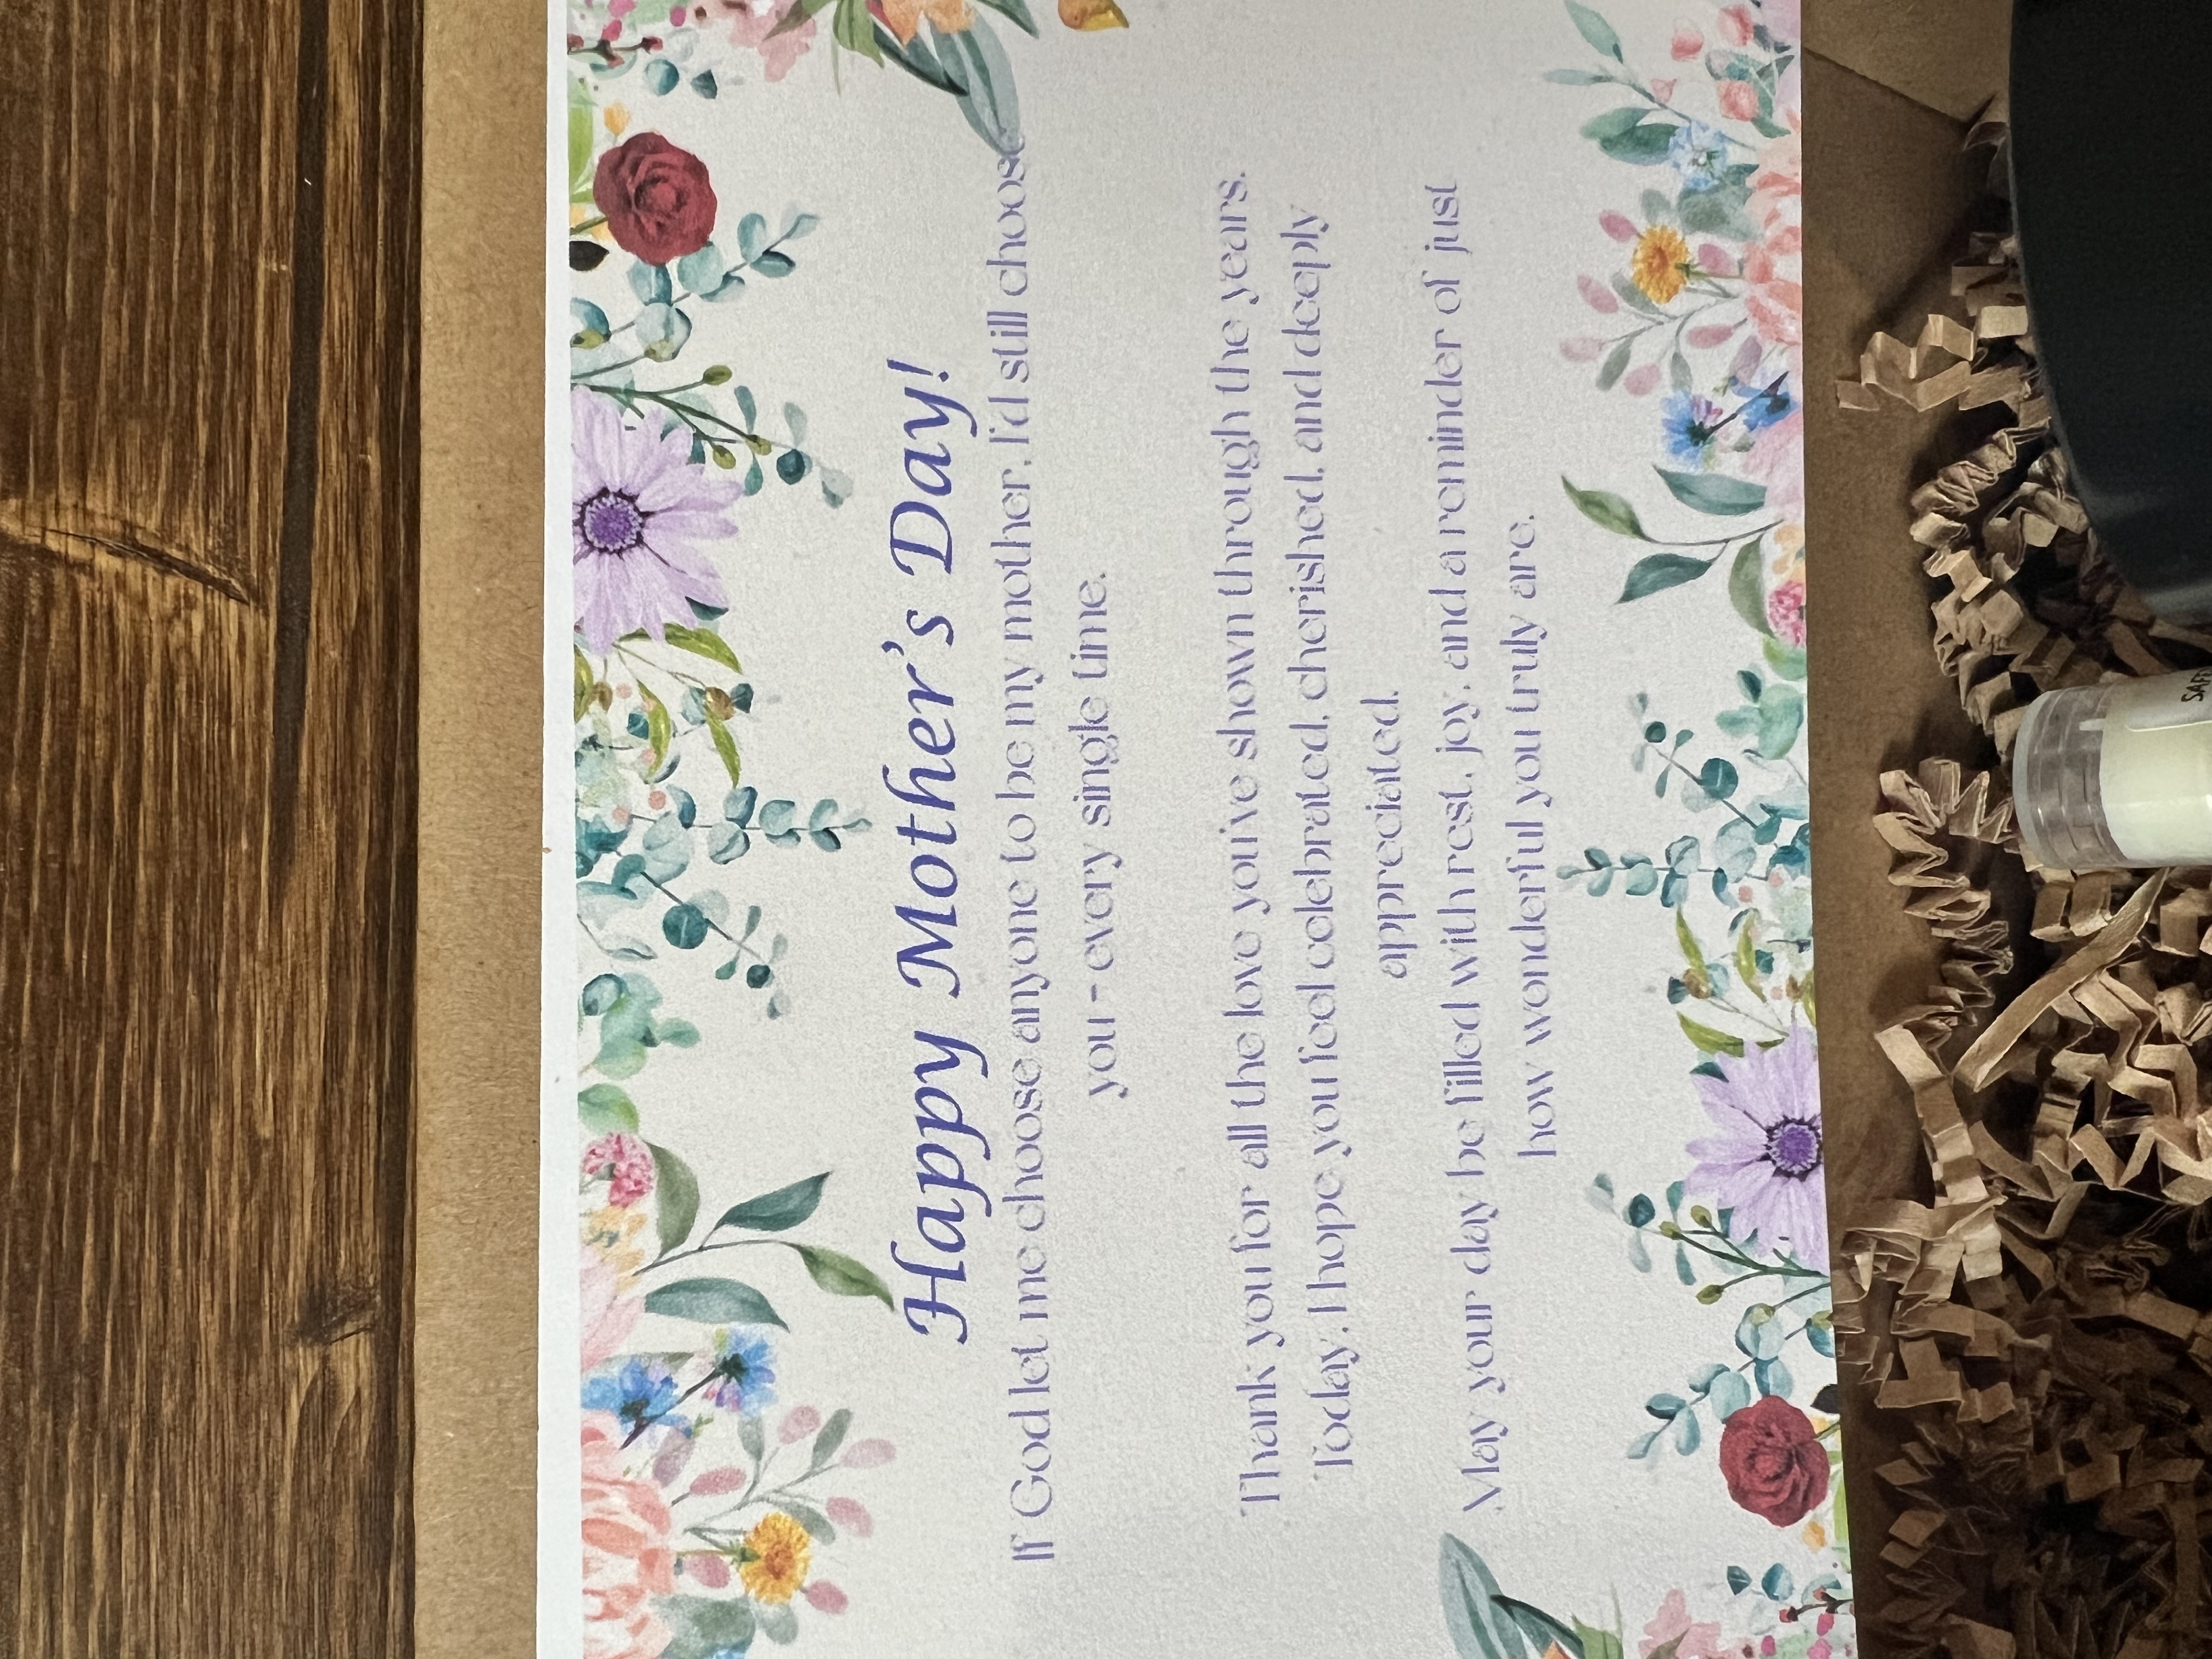 Happy Mother's Day!
If God let me choose anyone to be my mother, I'd still choose
you - every single time.
Thank you for all the love you've shown through the years.
Today, I hope you feel celebrated, cherished, and deeply
appreciated.
May your day be filled with rest, joy, and a reminder of just
how wonderful you truly are.